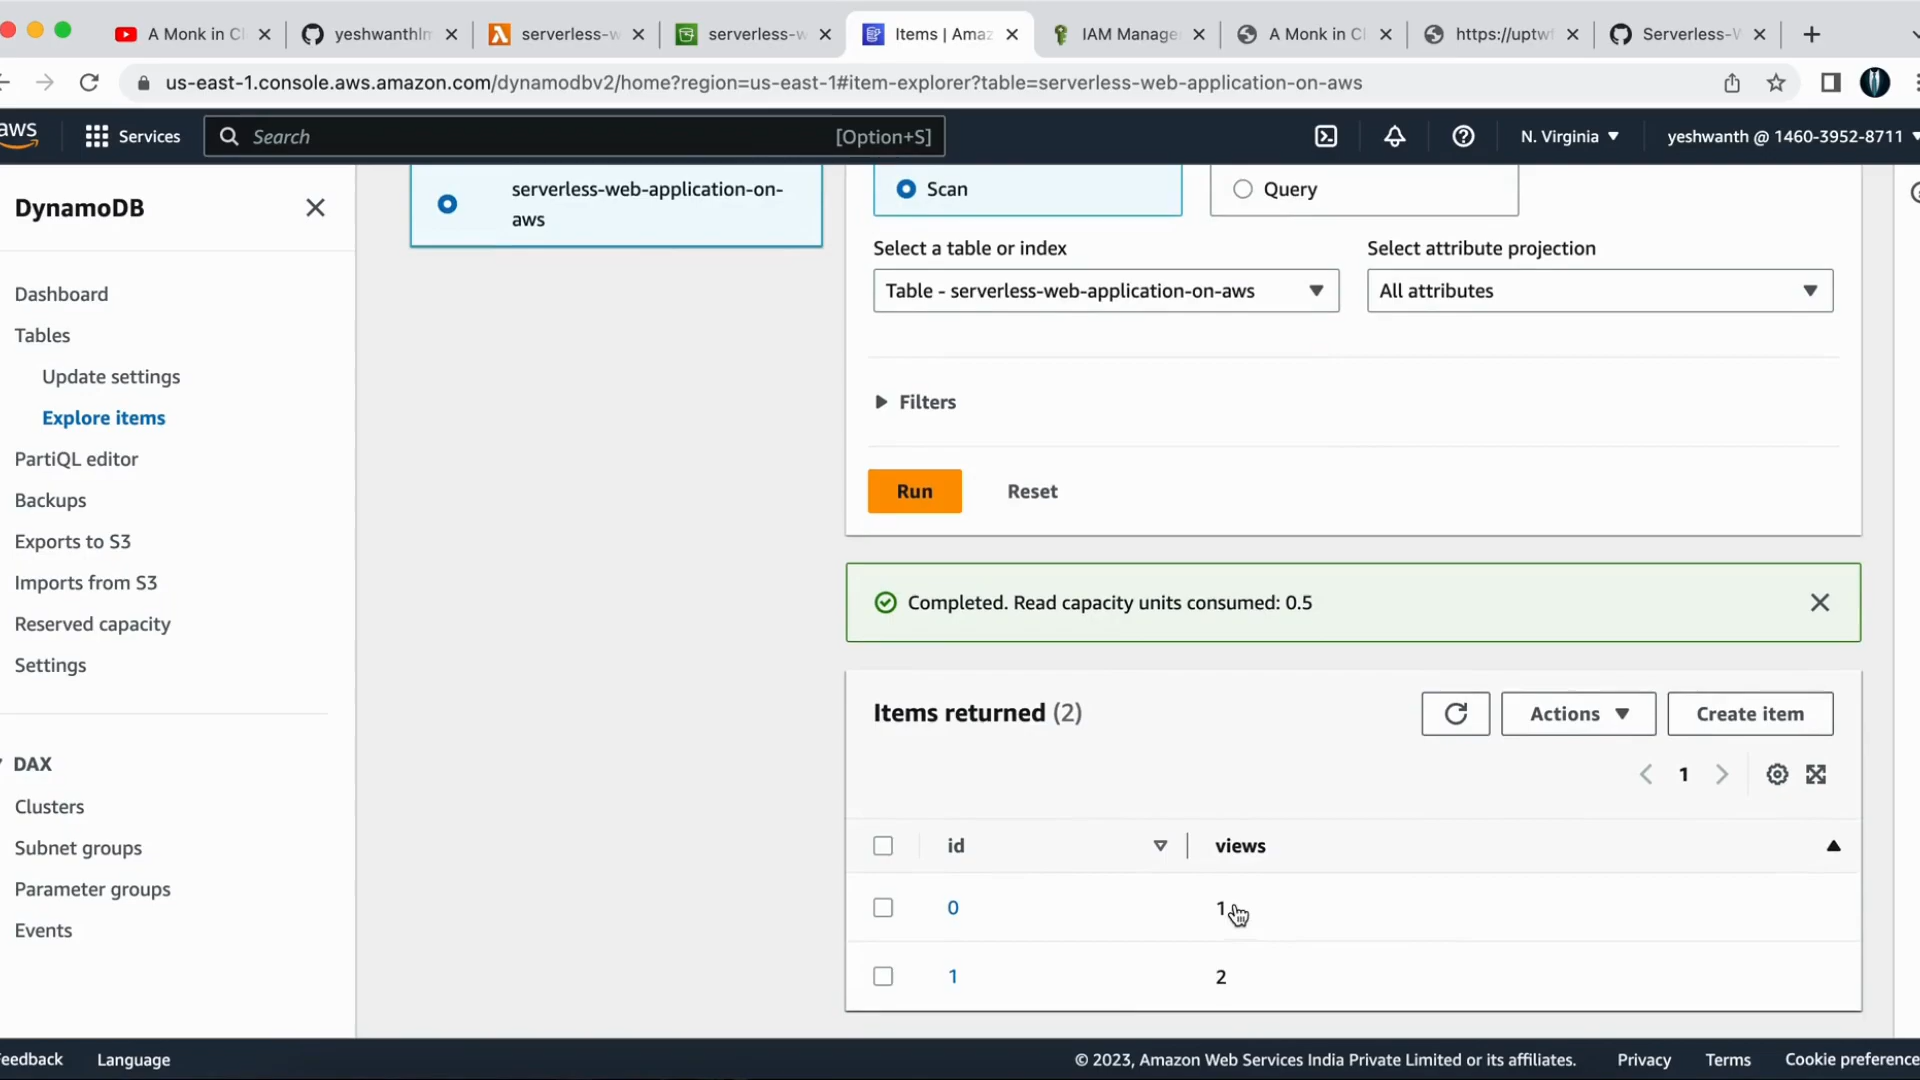 A Monk in Cl
yeshwanthlm
serverless-w
serverless-w
Items | Amaz
IAM Manage
A Monk in Cl
https://uptw
Serverless-W
us-east-1.console.aws.amazon.com/dynamodbv2/home?region=us-east-1#item-explorer?table=serverless-web-application-on-aws
aws
Services
Search
[Option+S]
N. Virginia
yeshwanth @ 1460-3952-8711
DynamoDB
Dashboard
Tables
Update settings
Explore items
PartiQL editor
Backups
Exports to S3
Imports from S3
Reserved capacity
Settings
DAX
Clusters
Subnet groups
Parameter groups
Events
serverless-web-application-on-
aws
Scan
Query
Select a table or index
Select attribute projection
Table - serverless-web-application-on-aws
All attributes
Filters
Run
Reset
Completed. Read capacity units consumed: 0.5
Items returned (2)
Actions
Create item
1
id
views
0
1
1
2
eedback
Language
© 2023, Amazon Web Services India Private Limited or its affiliates.
Privacy
Terms
Cookie preference